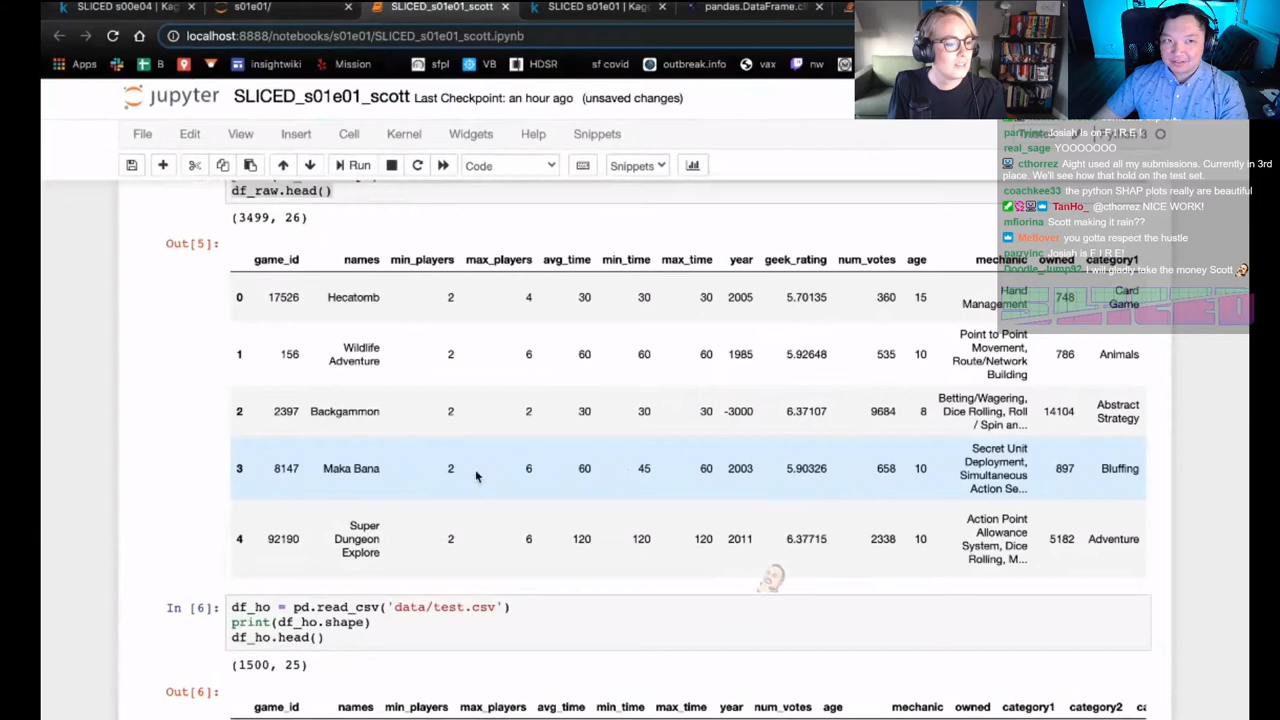 s00e04 | Kag
s01e01/
SLICED_s01e01_scott
s01e01 | Kagg
pandas.DataFrame.cl
localhost:8888/notebooks/s01e01/SLICED_s01e01_scott.ipynb
Apps B insightwiki Mission sfpl VB HDSR sf covid outbreak.info vax nw
jupyter SLICED_s01e01_scott Last Checkpoint: an hour ago (unsaved changes)
File Edit View Insert Cell Kernel Widgets Help Snippets
Run Code Snippets
parryinc Josiah is on F I R E !
real_sage YOOOOOOO
cthorrez Aight used all my submissions. Currently in 3rd
place. We'll see how that hold on the test set.
coachkee33 the python SHAP plots really are beautiful
TanHo_ @cthorrez NICE WORK!
mfiorina Scott making it rain??
Metlover you gotta respect the hustle
parryinc Josiah is F I R E!
Doodle_Jump92 I will gladly take the money Scott
SLICED
df_raw.head()
(3499, 26)
Out[5]:
game_id names min_players max_players avg_time min_time max_time year geek_rating num_votes age mechanic owned category1
0 17526 Hecatomb 2 4 30 30 30 2005 5.70135 360 15 Hand Management 748 Card Game
1 156 Wildlife Adventure 2 6 60 60 60 1985 5.92648 535 10 Point to Point Movement, Route/Network Building 786 Animals
2 2397 Backgammon 2 2 30 30 30 -3000 6.37107 9684 8 Betting/Wagering, Dice Rolling, Roll / Spin an... 14104 Abstract Strategy
3 8147 Maka Bana 2 6 60 45 60 2003 5.90326 658 10 Secret Unit Deployment, Simultaneous Action Se... 897 Bluffing
4 92190 Super Dungeon Explore 2 6 120 120 120 2011 6.37715 2338 10 Action Point Allowance System, Dice Rolling, M... 5182 Adventure
In [6]: df_ho = pd.read_csv('data/test.csv')
print(df_ho.shape)
df_ho.head()
(1500, 25)
Out[6]:
game_id names min_players max_players avg_time min_time max_time year num_votes age mechanic owned category1 category2